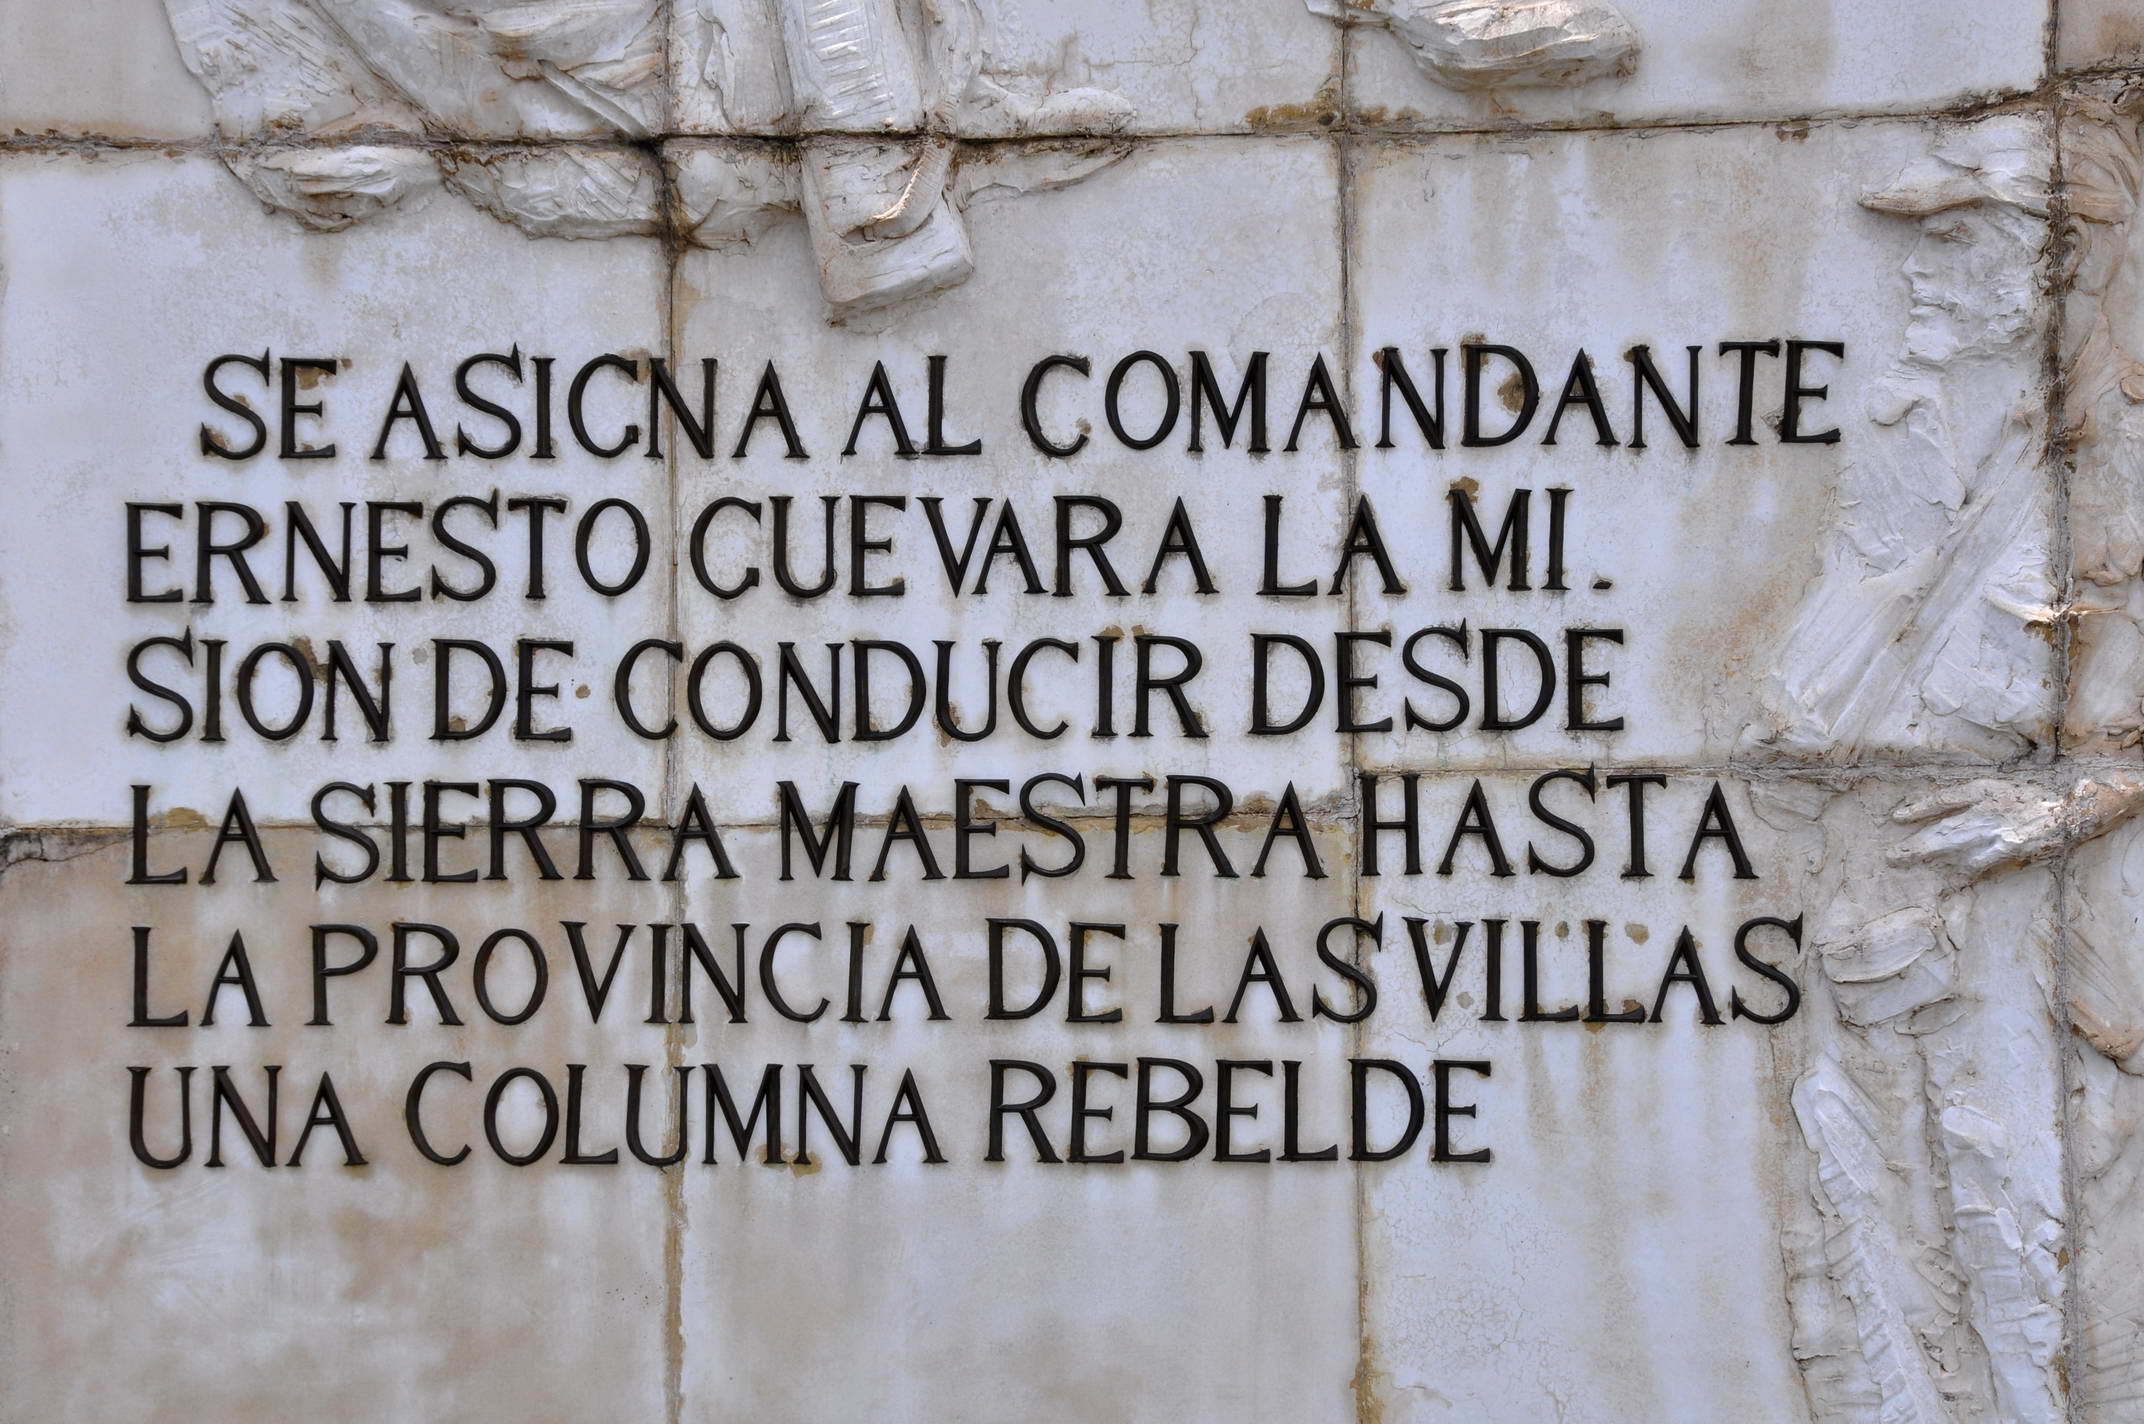 SE ASIGNA AL COMANDANTE
ERNESTO GUEVARA LA MI-
SION DE CONDUCIR DESDE
LA SIERRA MAESTRA HASTA
LA PROVINCIA DE LAS VILLAS
UNA COLUMNA REBELDE